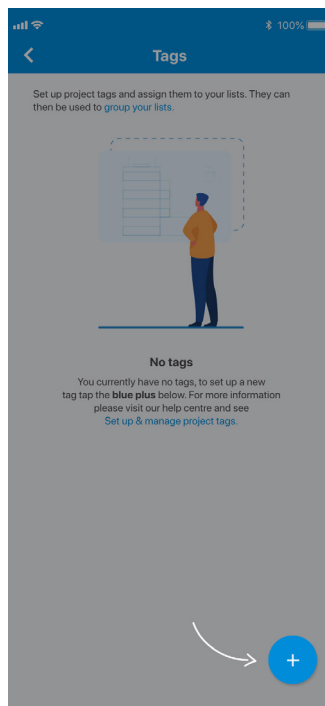 100%
Tags
Set up project tags and assign them to your lists. They can
then be used to group your lists.
No tags
You currently have no tags, to set up a new
tag tap the blue plus below. For more information
please visit our help centre and see
Set up & manage project tags.